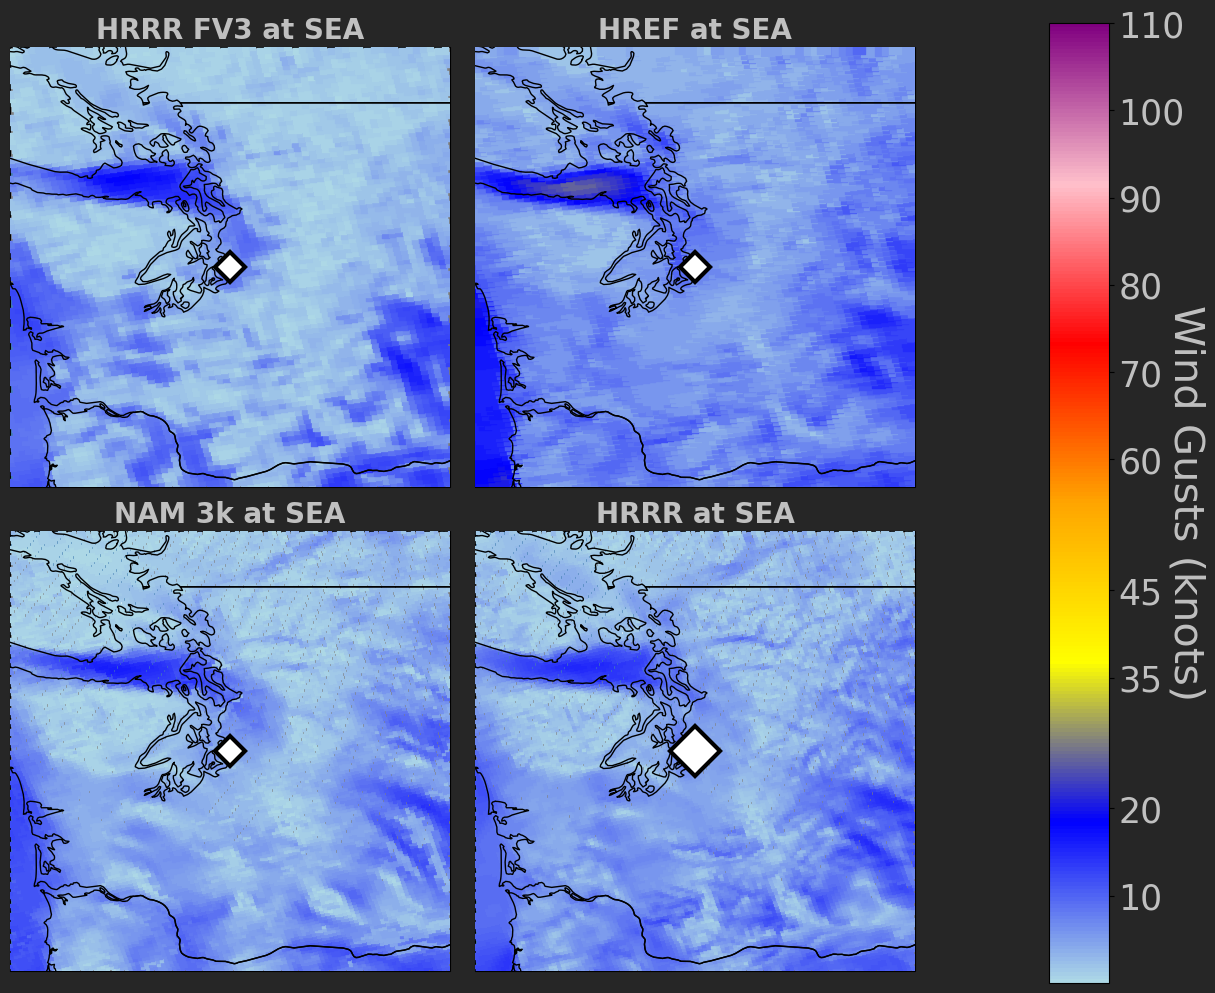 HRRR FV3 at SEA
HREF at SEA
NAM 3k at SEA
HRRR at SEA
110
100
90
80
70
60
45
35
20
10
Wind Gusts (knots)